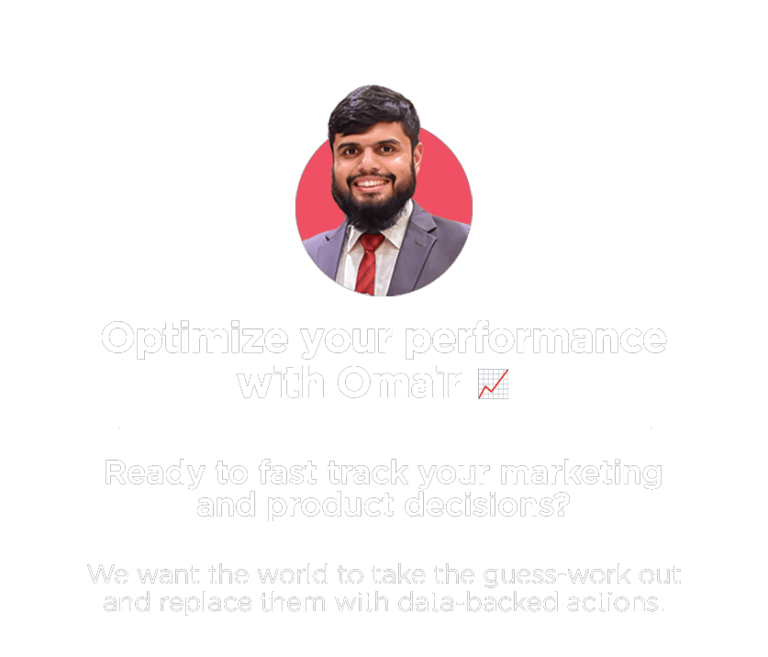 Optimize your performance
with Omair 📈
Ready to fast track your marketing
and product decisions?
We want the world to take the guess-work out
and replace them with data-backed actions.